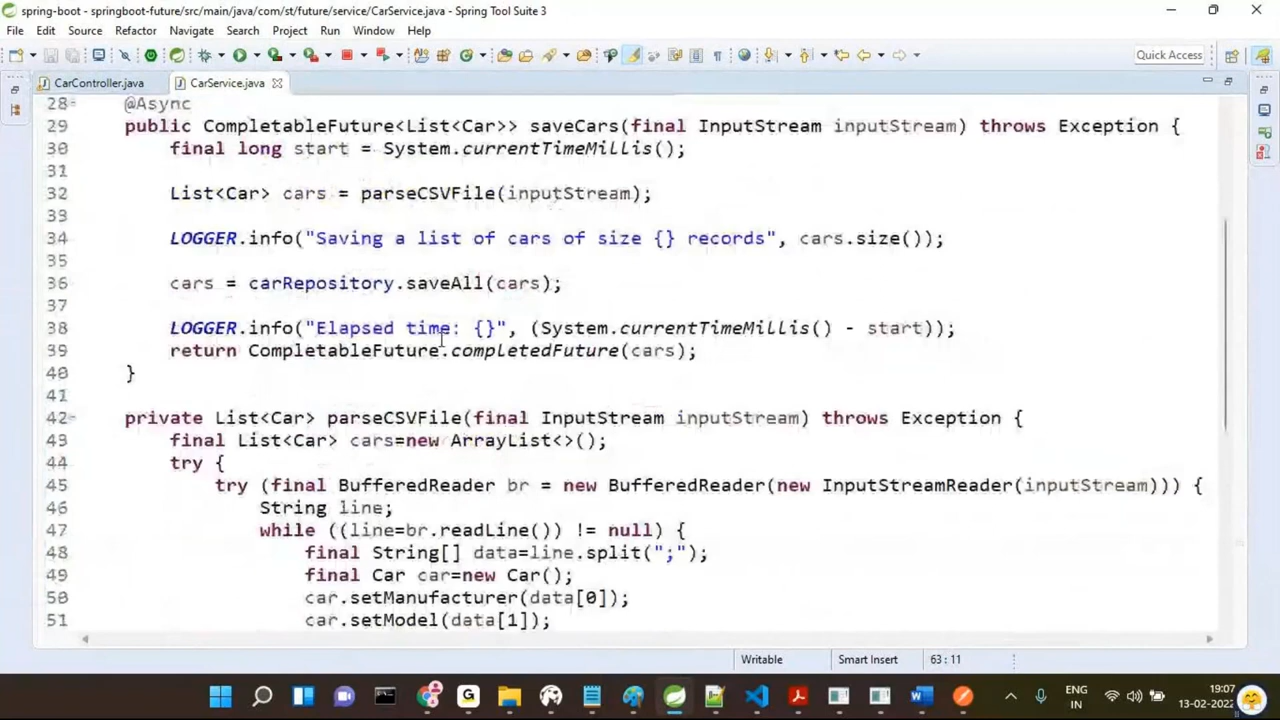 spring-boot - springboot-future/src/main/java/com/st/future/service/CarService.java - Spring Tool Suite 3
File Edit Source Refactor Navigate Search Project Run Window Help
Quick Access
CarController.java CarService.java
28 @Async
29 public CompletableFuture<List<Car>> saveCars(final InputStream inputStream) throws Exception {
30 final long start = System.currentTimeMillis();
31
32 List<Car> cars = parseCSVFile(inputStream);
33
34 LOGGER.info("Saving a list of cars of size {} records", cars.size());
35
36 cars = carRepository.saveAll(cars);
37
38 LOGGER.info("Elapsed time: {}", (System.currentTimeMillis() - start));
39 return CompletableFuture.completedFuture(cars);
40 }
41
42 private List<Car> parseCSVFile(final InputStream inputStream) throws Exception {
43 final List<Car> cars=new ArrayList<>();
44 try {
45 try (final BufferedReader br = new BufferedReader(new InputStreamReader(inputStream))) {
46 String line;
47 while ((line=br.readLine()) != null) {
48 final String[] data=line.split(";");
49 final Car car=new Car();
50 car.setManufacturer(data[0]);
51 car.setModel(data[1]);
Writable Smart Insert 63 : 11
ENG
IN
19:07
13-02-2022